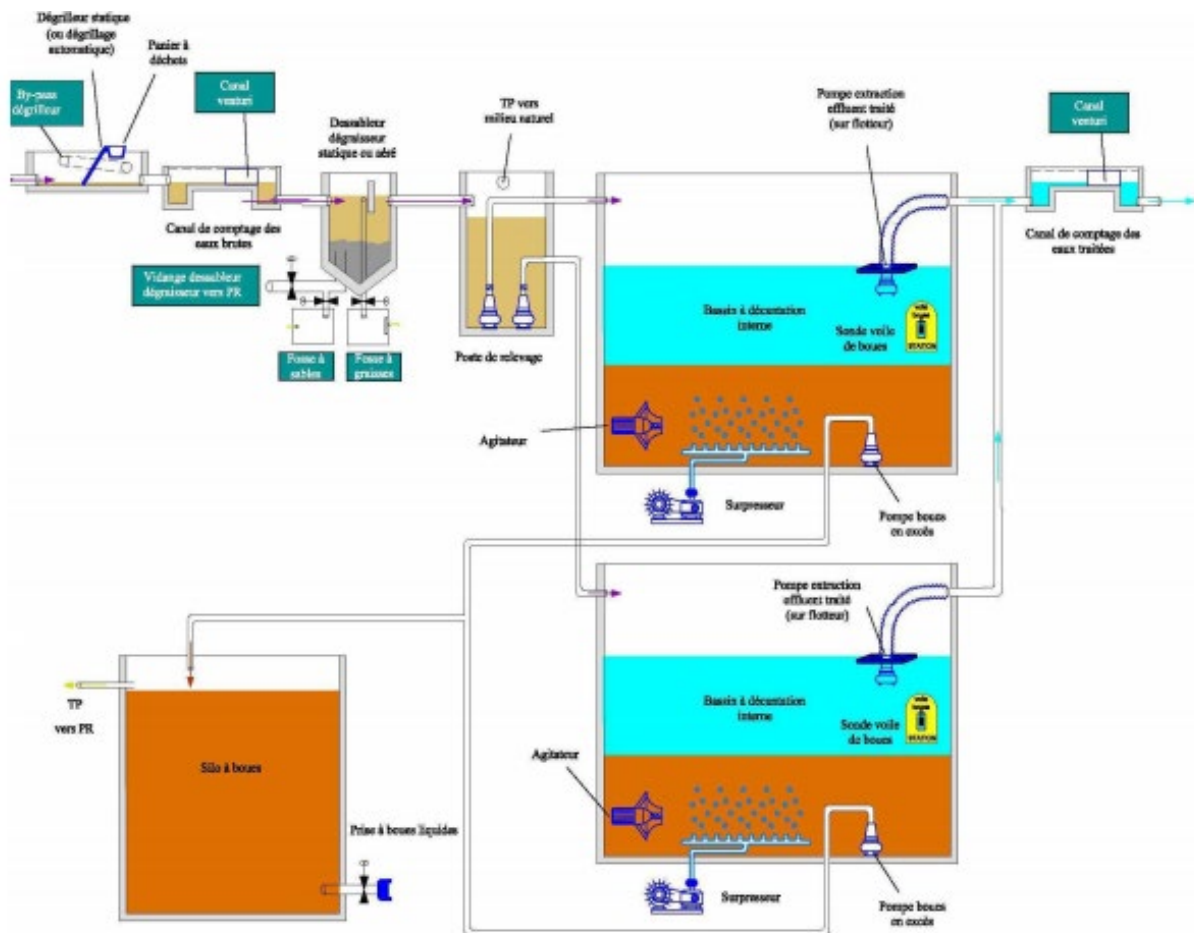 Dégrilleur statique
(ou dégrillage
automatique)
Panier à
déchets
By-pass
dégrilleur
Canal
venturi
Canal de comptage des
eaux brutes
Dessableur
dégraisseur
statique ou aéré
Vidange dessableur
dégraisseur vers PR
Fosse à
sables
Fosse à
graisses
TP vers
milieu naturel
Poste de relevage
Pompe extraction
effluent traité
(sur flotteur)
Canal
venturi
Canal de comptage des
eaux traitées
Bassin à décantation
interne
Sonde voile
de boues
Agitateur
Surpresseur
Pompe boues
en excès
Pompe extraction
effluent traité
(sur flotteur)
Bassin à décantation
interne
Sonde voile
de boues
Agitateur
Surpresseur
Pompe boues
en excès
TP
vers PR
Silo à boues
Prise à boues liquides